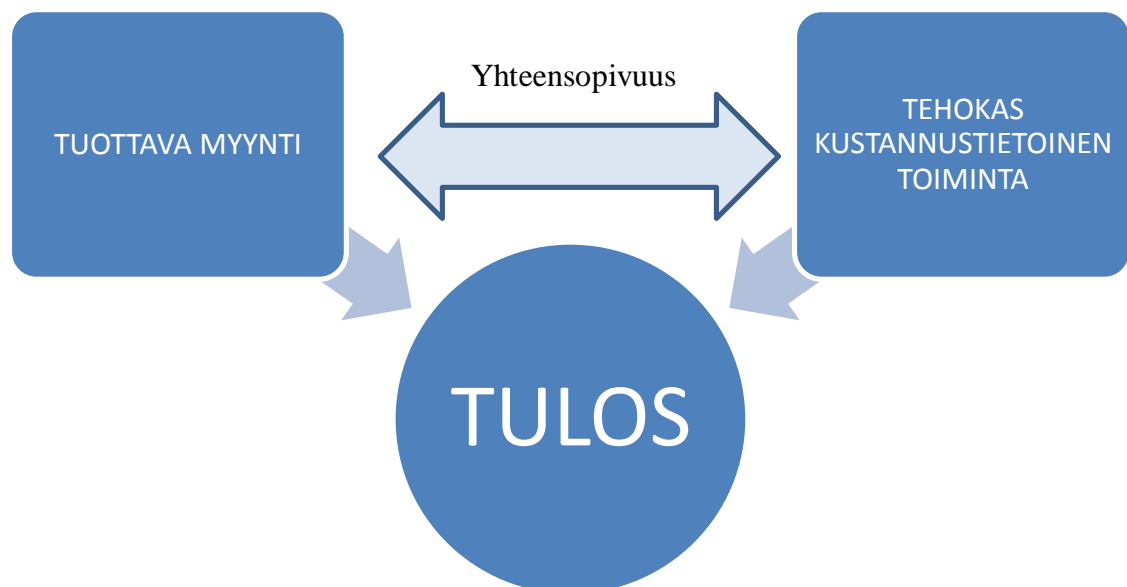 Yhteensopivuus
TUOTTAVA MYYNTI
TEHOKAS
KUSTANNUSTIETOINEN
TOIMINTA
TULOS